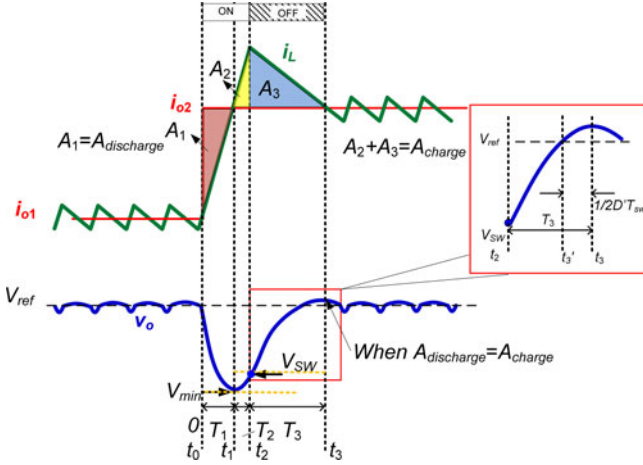 ON
OFF
i_L
A_2
A_3
i_o2
A_1
A_1=A_discharge
A_2+A_3=A_charge
i_o1
V_ref
V_SW
T_3
1/2D'T_sw
t_2
t_3'
t_3
V_ref
v_o
V_SW
When A_discharge=A_charge
V_min
0
T_1
T_2
T_3
t_0
t_1
t_2
t_3